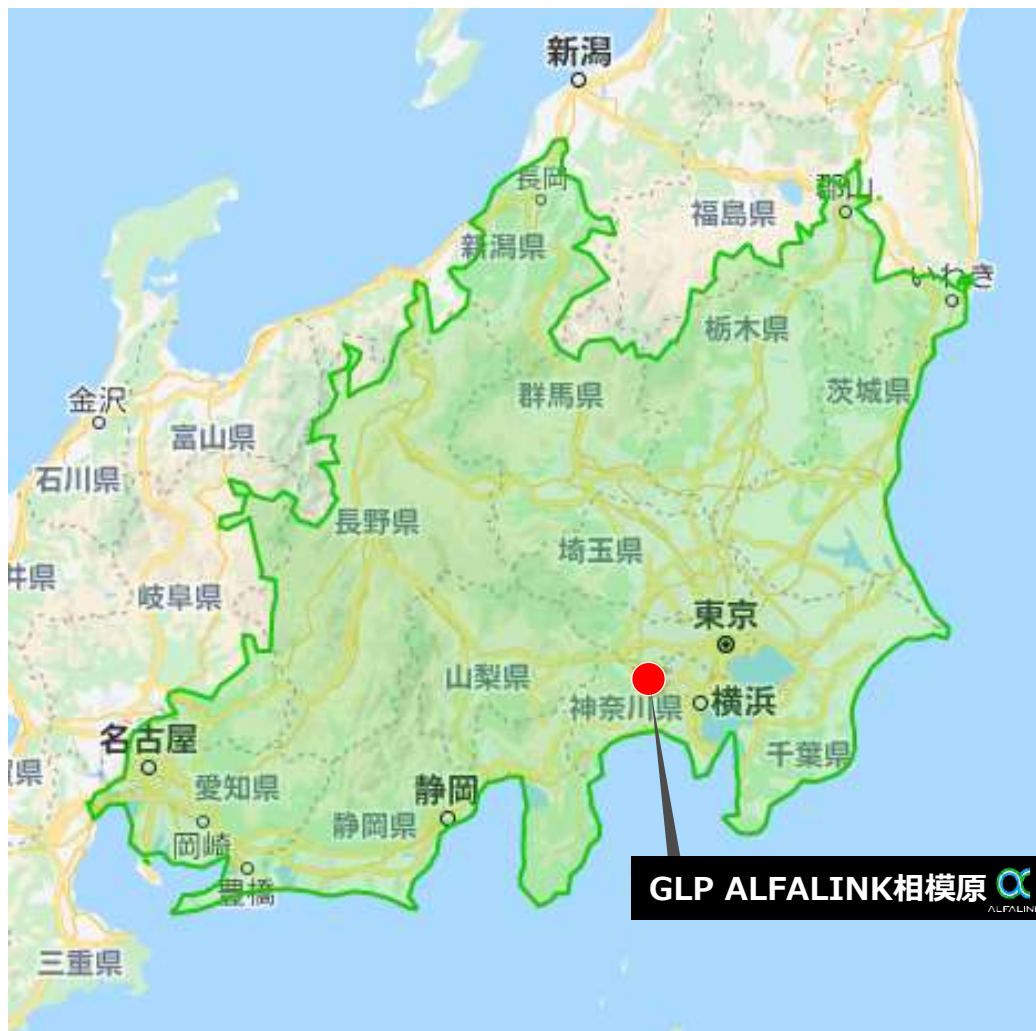 新潟
長岡
郡山
福島県
新潟県
いわき
栃木県
群馬県
茨城県
金沢
富山県
石川県
長野県
埼玉県
井県
岐阜県
東京
山梨県
神奈川県
横浜
名古屋
千葉県
賀県
愛知県
静岡
静岡県
岡崎
豊橋
GLP ALFALINK相模原
ALFALINK
三重県